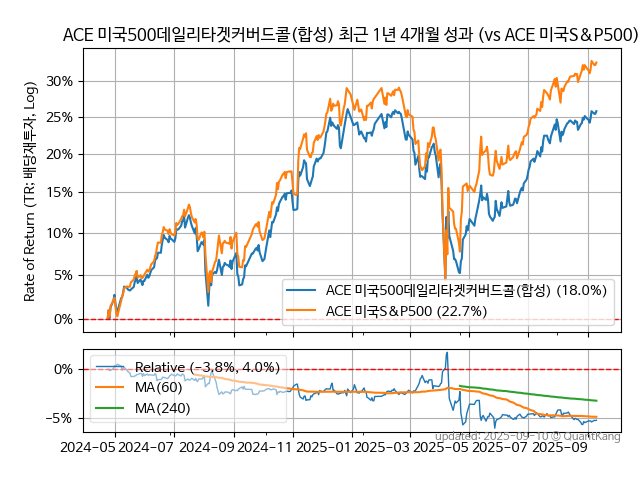 ACE 미국500데일리타겟커버드콜(합성) 최근 1년 4개월 성과 (vs ACE 미국S&P500)
Rate of Return (TR: 배당재투자, Log)
30%
25%
20%
15%
10%
5%
0%
ACE 미국500데일리타겟커버드콜(합성) (18.0%)
ACE 미국S&P500 (22.7%)
0%
−5%
Relative (−3.8%, 4.0%)
MA(60)
MA(240)
updated: 2025-09-10 © QuantKang
2024−05 2024−07 2024−09 2024−11 2025−01 2025−03 2025−05 2025−07 2025−09